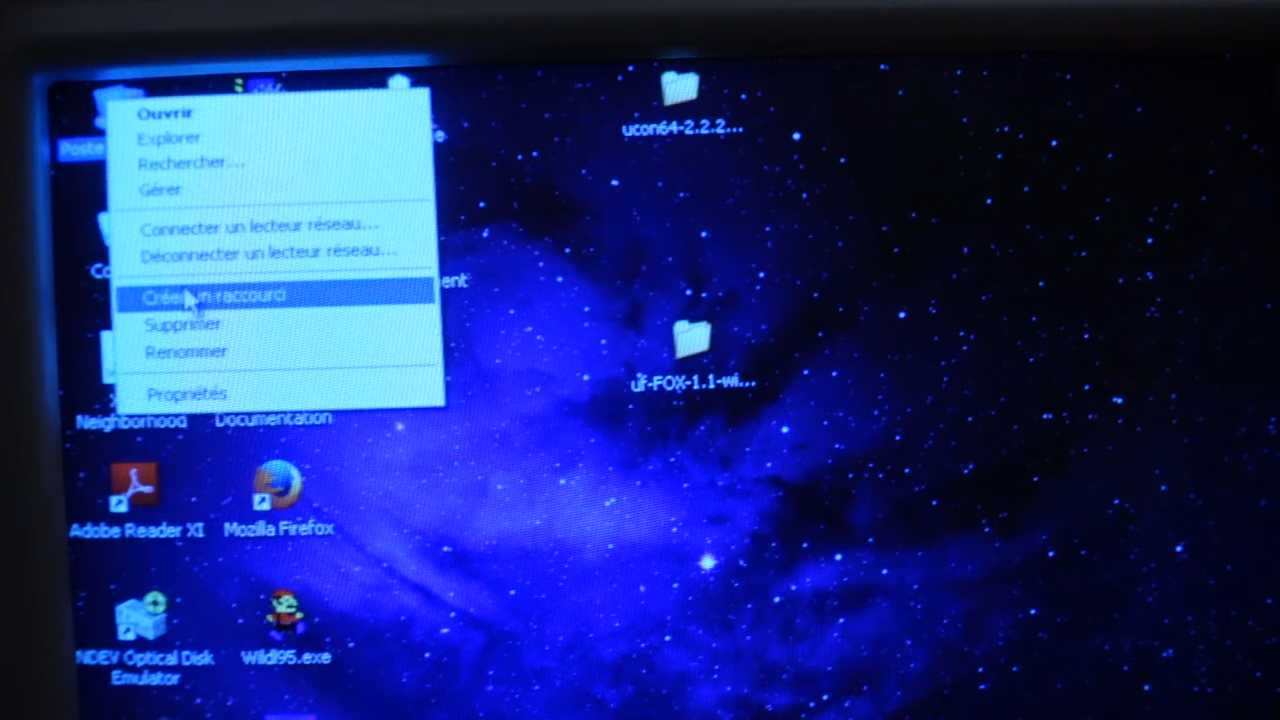 Ouvrir
Explorer
Rechercher...
Gérer
Connecter un lecteur réseau...
Déconnecter un lecteur réseau...
Créer un raccourci
Supprimer
Renommer
Propriétés
Poste
ucon64-2.2.2...
uf-FOX-1.1-wi...
Neighborhood
Documentation
Adobe Reader XI
Mozilla Firefox
NDEV Optical Disk
Emulator
Wildl95.exe